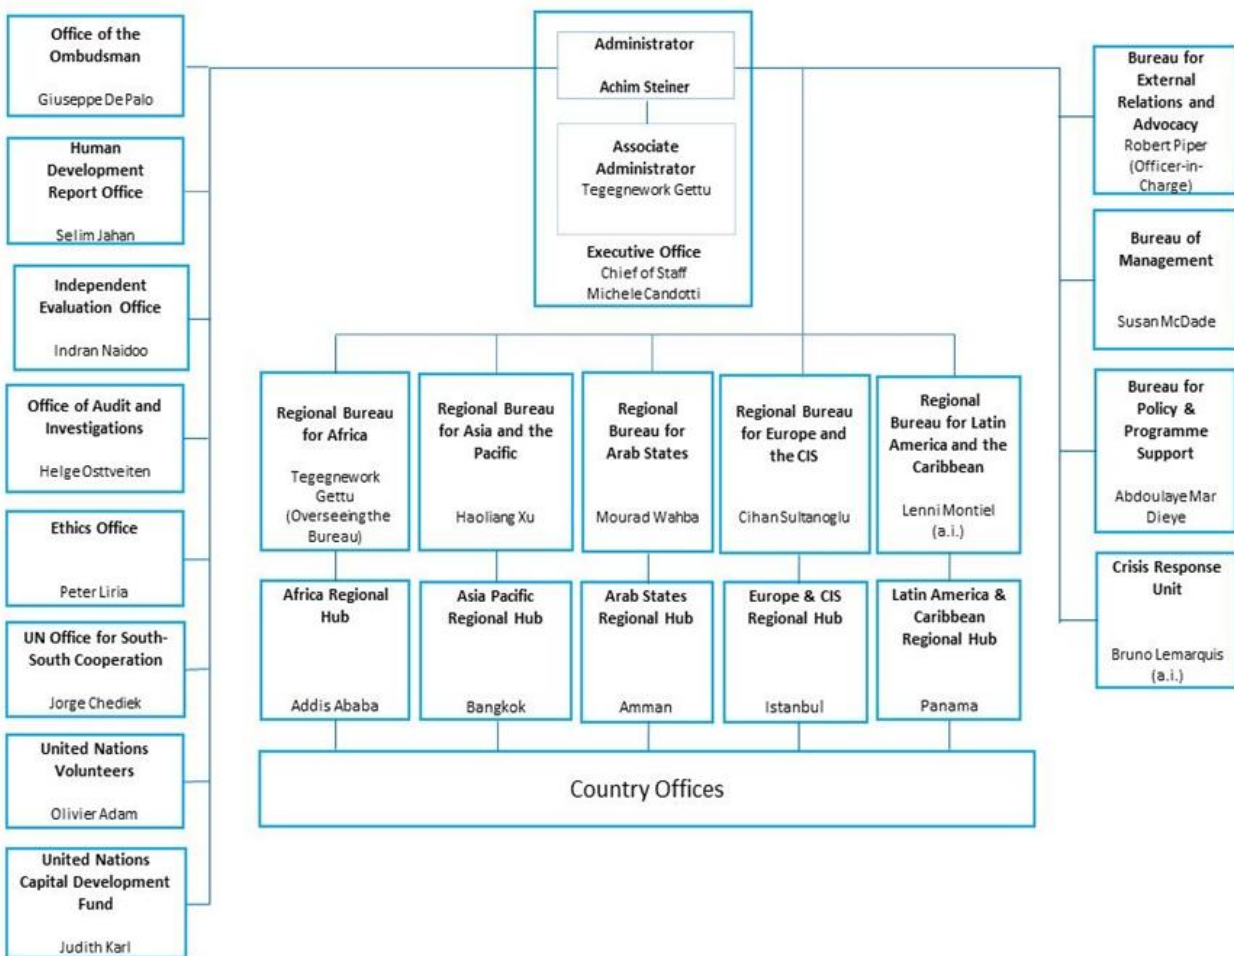 Office of the
Ombudsman
Giuseppe De Palo
Human
Development
Report Office
Selim Jahan
Independent
Evaluation Office
Indran Naidoo
Office of Audit and
Investigations
Helge Osttveiten
Ethics Office
Peter Liria
UN Office for South-
South Cooperation
Jorge Chediek
United Nations
Volunteers
Olivier Adam
United Nations
Capital Development
Fund
Judith Karl
Administrator
Achim Steiner
Associate
Administrator
Tegegnework Gettu
Executive Office
Chief of Staff
Michele Candotti
Regional Bureau
for Africa
Tegegnework
Gettu
(Overseeing the
Bureau)
Regional Bureau
for Asia and the
Pacific
Haoliang Xu
Regional
Bureau for
Arab States
Mourad Wahba
Regional Bureau
for Europe and
the CIS
Cihan Sultanoglu
Regional
Bureau for Latin
America and the
Caribbean
Lenni Montiel
(a.i.)
Africa Regional
Hub
Addis Ababa
Asia Pacific
Regional Hub
Bangkok
Arab States
Regional Hub
Amman
Europe & CIS
Regional Hub
Istanbul
Latin America &
Caribbean
Regional Hub
Panama
Country Offices
Bureau for
External
Relations and
Advocacy
Robert Piper
(Officer-in-
Charge)
Bureau of
Management
Susan McDade
Bureau for
Policy &
Programme
Support
Abdoulaye Mar
Dieye
Crisis Response
Unit
Bruno Lemarquis
(a.i.)